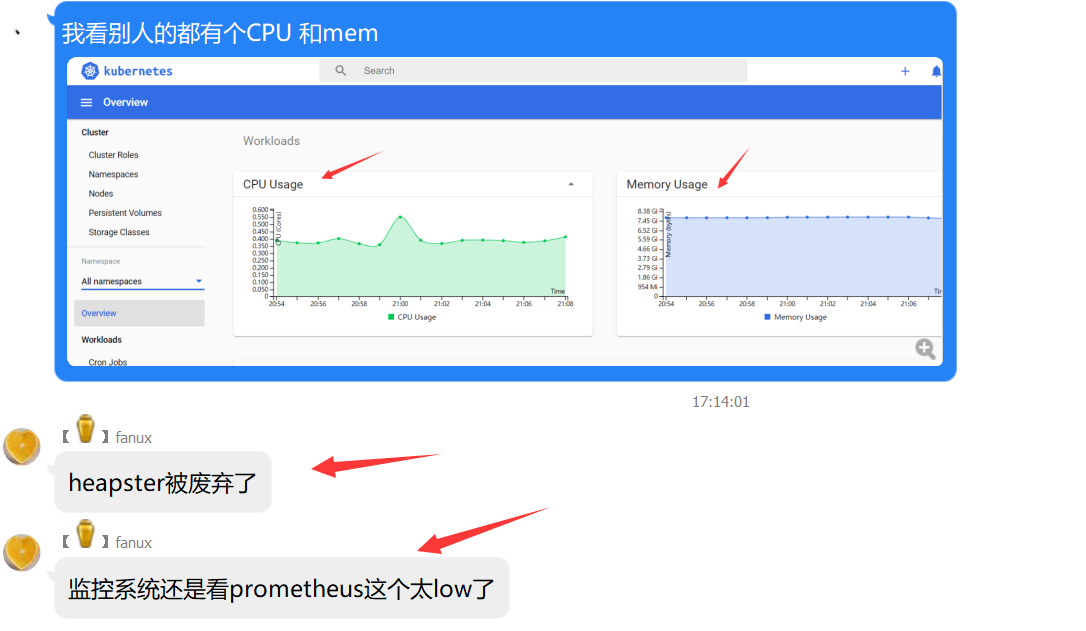 我看别人的都有个CPU 和mem
kubernetes
Search
Overview
Cluster
Cluster Roles
Namespaces
Nodes
Persistent Volumes
Storage Classes
Namespace
All namespaces
Overview
Workloads
Cron Jobs
Workloads
CPU Usage
CPU (Cores)
0.600
0.550
0.500
0.450
0.400
0.350
0.300
0.250
0.200
0.150
0.100
0.050
0
20:54
20:56
20:58
21:00
21:02
21:04
21:06
21:08
Time
CPU Usage
Memory Usage
Memory (bytes)
8.38 Gi
7.45 Gi
6.52 Gi
5.59 Gi
4.66 Gi
3.73 Gi
2.79 Gi
1.86 Gi
954 Mi
0
20:54
20:56
20:58
21:00
21:02
21:04
21:06
Memory Usage
17:14:01
【 】fanux
heapster被废弃了
【 】fanux
监控系统还是看prometheus这个太low了